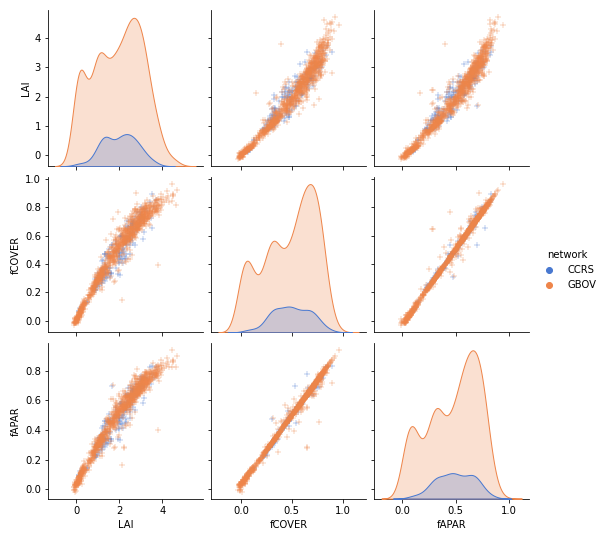 LAI
4
3
2
1
0
fCOVER
1.0
0.8
0.6
0.4
0.2
0.0
network
CCRS
GBOV
fAPAR
0.8
0.6
0.4
0.2
0.0
0 2 4
0.0 0.5 1.0
0.0 0.5 1.0
LAI
fCOVER
fAPAR